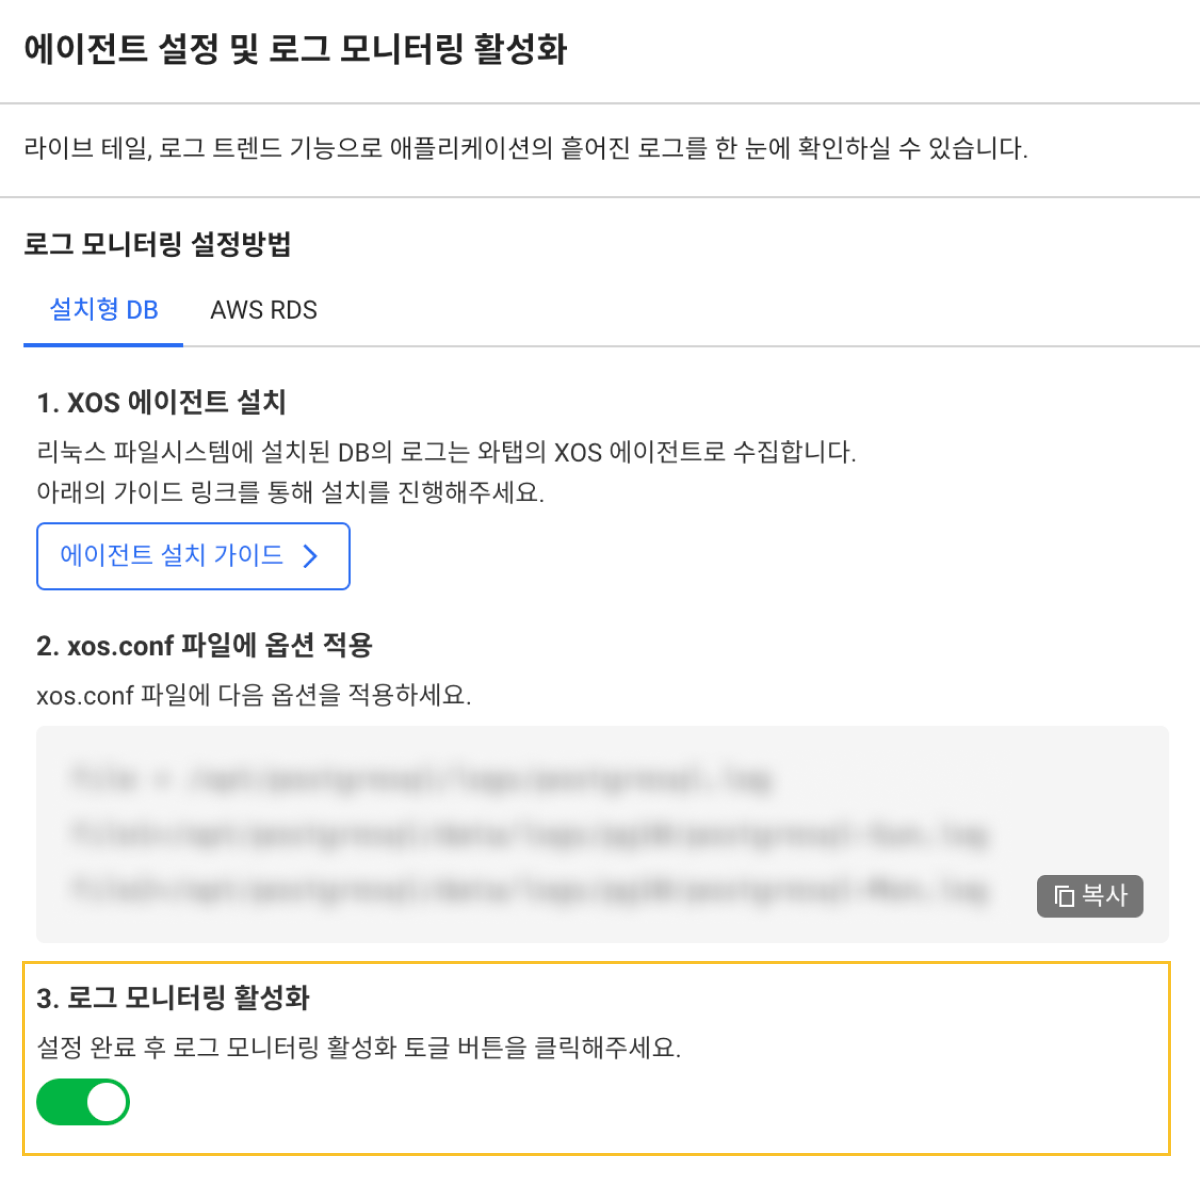 에이전트 설정 및 로그 모니터링 활성화
라이브 테일, 로그 트렌드 기능으로 애플리케이션의 흩어진 로그를 한 눈에 확인하실 수 있습니다.
로그 모니터링 설정방법
설치형 DB
AWS RDS
1. XOS 에이전트 설치
리눅스 파일시스템에 설치된 DB의 로그는 와탭의 XOS 에이전트로 수집합니다.
아래의 가이드 링크를 통해 설치를 진행해주세요.
에이전트 설치 가이드
2. xos.conf 파일에 옵션 적용
xos.conf 파일에 다음 옵션을 적용하세요.
복사
3. 로그 모니터링 활성화
설정 완료 후 로그 모니터링 활성화 토글 버튼을 클릭해주세요.